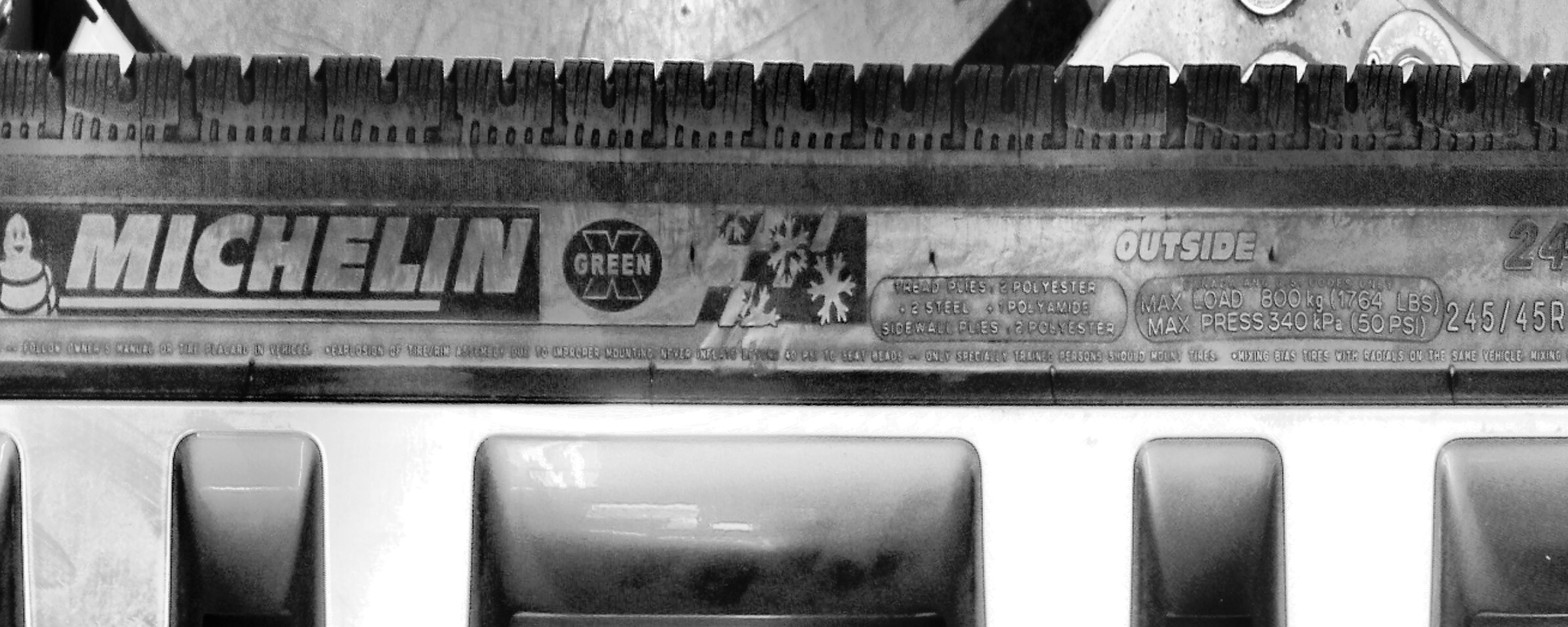 MICHELIN
GREEN X
OUTSIDE
24
TREAD PLIES : 2 POLYESTER
+ 2 STEEL + 1 POLYAMIDE
SIDEWALL PLIES : 2 POLYESTER
MAX LOAD 800 kg (1764 LBS)
MAX PRESS 340 kPa (50 PSI)
245/45R
FOLLOW OWNER'S MANUAL OR TIRE PLACARD IN VEHICLE. •EXPLOSION OF TIRE/RIM ASSEMBLY DUE TO IMPROPER MOUNTING. NEVER INFLATE BEYOND 40 PSI TO SEAT BEADS -- ONLY SPECIALLY TRAINED PERSONS SHOULD MOUNT TIRES. •MIXING BIAS TIRES WITH RADIALS ON THE SAME VEHICLE. MIXING